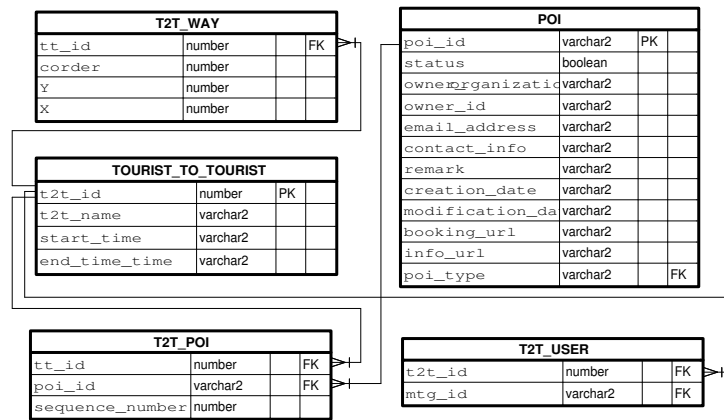 T2T_WAY
tt_id number FK
corder number
Y number
X number
POI
poi_id varchar2 PK
status boolean
owner_organizatic varchar2
owner_id varchar2
email_address varchar2
contact_info varchar2
remark varchar2
creation_date varchar2
modification_da varchar2
booking_url varchar2
info_url varchar2
poi_type varchar2 FK
TOURIST_TO_TOURIST
t2t_id number PK
t2t_name varchar2
start_time varchar2
end_time_time varchar2
T2T_POI
tt_id number FK
poi_id varchar2 FK
sequence_number number
T2T_USER
t2t_id number FK
mtg_id varchar2 FK